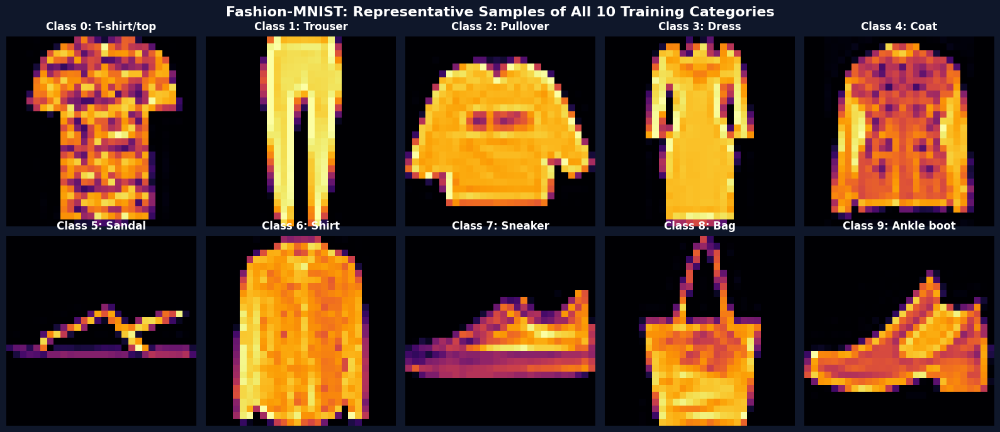 Fashion-MNIST: Representative Samples of All 10 Training Categories
Class 0: T-shirt/top
Class 1: Trouser
Class 2: Pullover
Class 3: Dress
Class 4: Coat
Class 5: Sandal
Class 6: Shirt
Class 7: Sneaker
Class 8: Bag
Class 9: Ankle boot